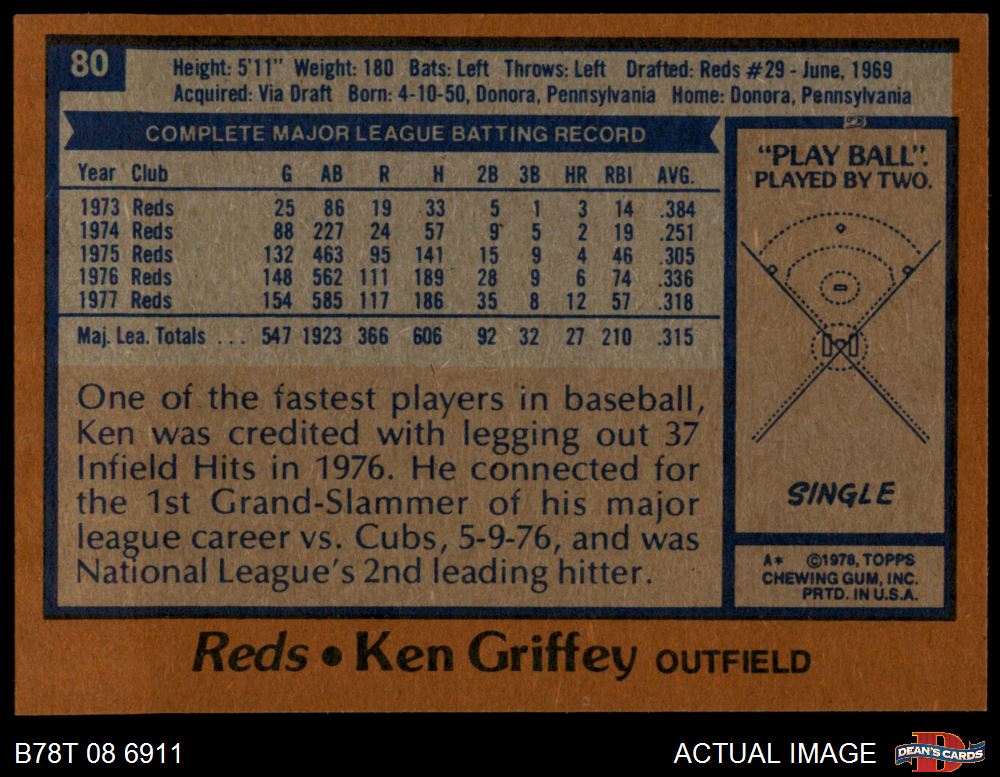 80
Height: 5'11" Weight: 180 Bats: Left Throws: Left Drafted: Reds #29 - June, 1969
Acquired: Via Draft Born: 4-10-50, Donora, Pennsylvania Home: Donora, Pennsylvania
COMPLETE MAJOR LEAGUE BATTING RECORD
Year Club G AB R H 2B 3B HR RBI AVG.
1973 Reds 25 86 19 33 5 1 3 14 .384
1974 Reds 88 227 24 57 9 5 2 19 .251
1975 Reds 132 463 95 141 15 9 4 46 .305
1976 Reds 148 562 111 189 28 9 6 74 .336
1977 Reds 154 585 117 186 35 8 12 57 .318
Maj. Lea. Totals ... 547 1923 366 606 92 32 27 210 .315
One of the fastest players in baseball,
Ken was credited with legging out 37
Infield Hits in 1976. He connected for
the 1st Grand-Slammer of his major
league career vs. Cubs, 5-9-76, and was
National League's 2nd leading hitter.
"PLAY BALL".
PLAYED BY TWO.
SINGLE
A* ©1978, TOPPS
CHEWING GUM, INC.
PRTD. IN U.S.A.
Reds • Ken Griffey OUTFIELD
B78T 08 6911
ACTUAL IMAGE
DEAN'S CARDS